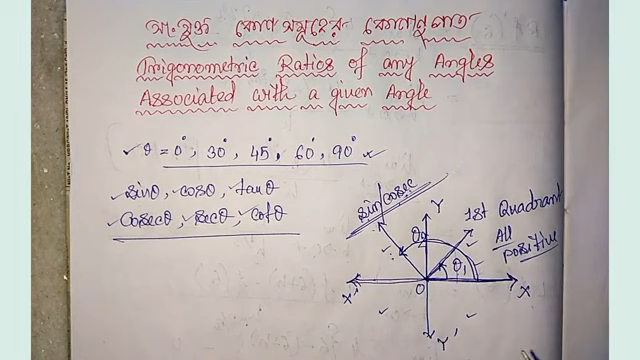 সংযুক্ত কোণ সমূহের কোণানুপাত
Trigonometric Ratios of any Angles
Associated with a given Angle
θ = 0°, 30°, 45°, 60°, 90°
sinθ, cosθ, tanθ
cosecθ, secθ, cotθ
sin/cosec
Y
1st Quadrant
All
positive
θ₂
θ₁
O
X'
X
Y'